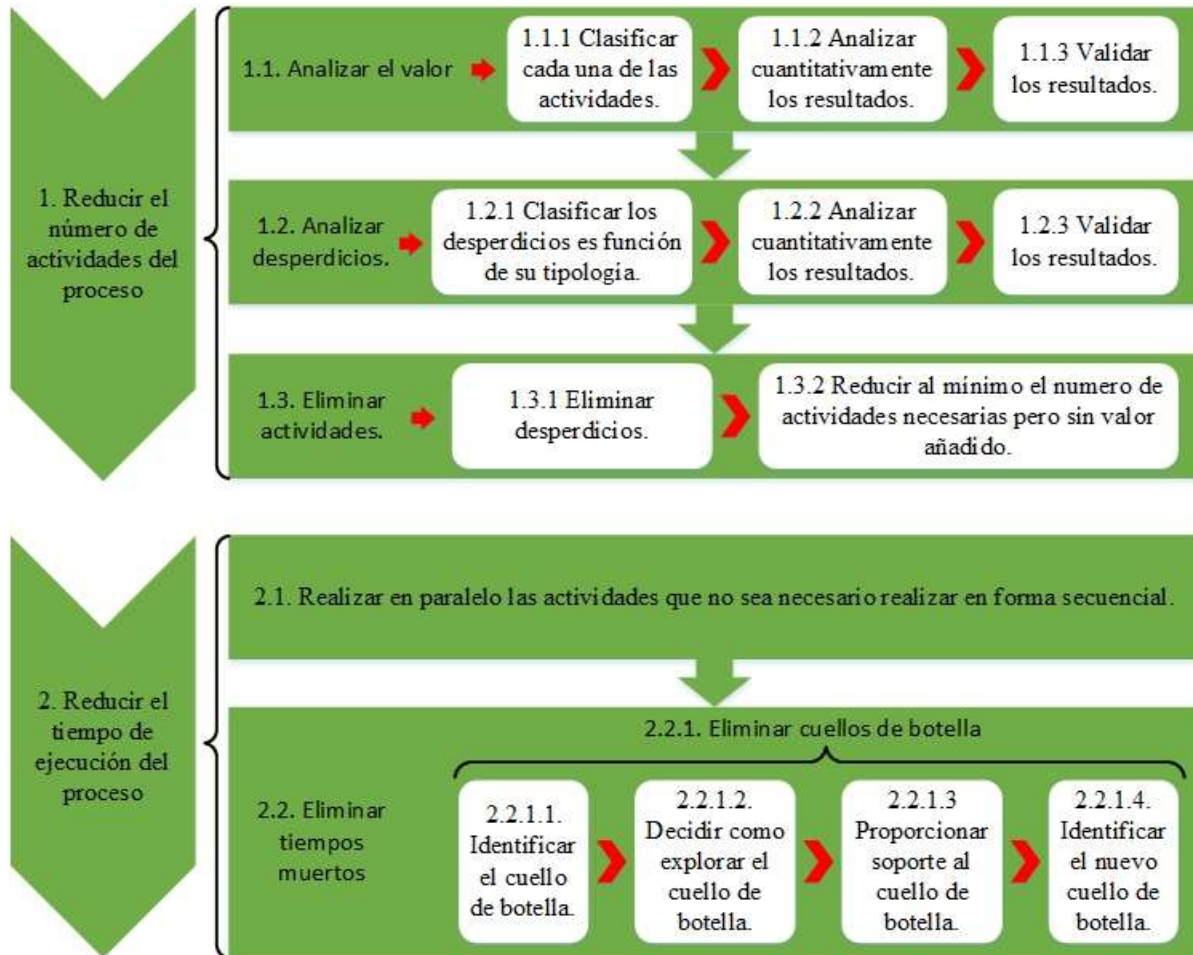 1. Reducir el
número de
actividades del
proceso
1.1. Analizar el valor
1.1.1 Clasificar
cada una de las
actividades.
1.1.2 Analizar
cuantitativamente
los resultados.
1.1.3 Validar
los resultados.
1.2. Analizar
desperdicios.
1.2.1 Clasificar los
desperdicios es función
de su tipología.
1.2.2 Analizar
cuantitativamente
los resultados.
1.2.3 Validar
los resultados.
1.3. Eliminar
actividades.
1.3.1 Eliminar
desperdicios.
1.3.2 Reducir al mínimo el numero de
actividades necesarias pero sin valor
añadido.
2. Reducir el
tiempo de
ejecución del
proceso
2.1. Realizar en paralelo las actividades que no sea necesario realizar en forma secuencial.
2.2. Eliminar
tiempos
muertos
2.2.1. Eliminar cuellos de botella
2.2.1.1.
Identificar
el cuello
de botella.
2.2.1.2.
Decidir como
explorar el
cuello de
botella.
2.2.1.3
Proporcionar
soporte al
cuello de
botella.
2.2.1.4.
Identificar
el nuevo
cuello de
botella.